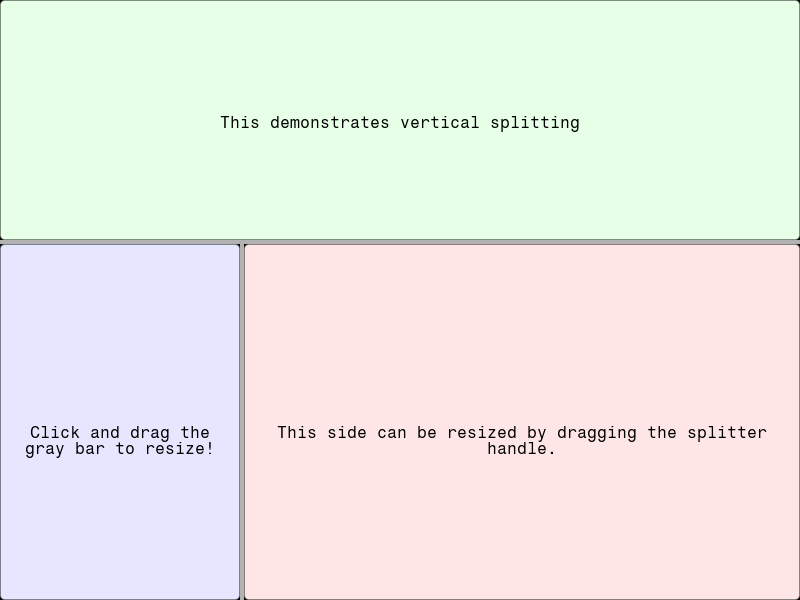 This demonstrates vertical splitting
Click and drag the
gray bar to resize!
This side can be resized by dragging the splitter
handle.